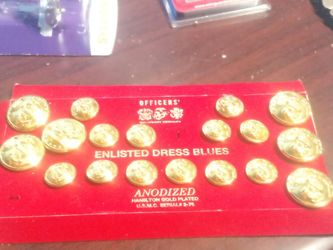 OFFICERS'
ENLISTED DRESS BLUES
ANODIZED
HAMILTON GOLD PLATED
U.S.M.C.